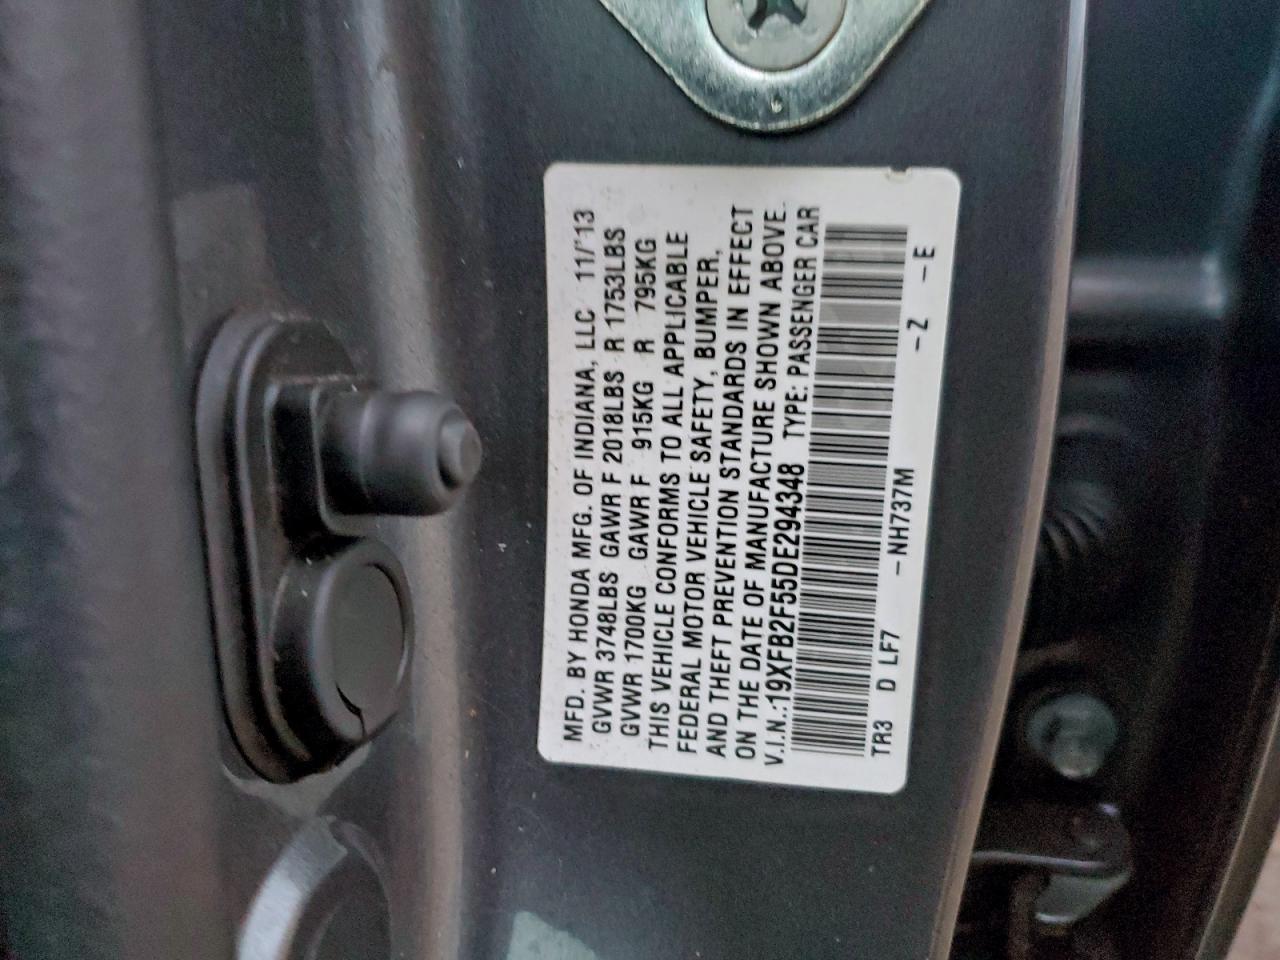 MFD. BY HONDA MFG. OF INDIANA, LLC 11/'13
GVWR 3748LBS GAWR F 2018LBS R 1753LBS
GVWR 1700KG GAWR F 915KG R 795KG
THIS VEHICLE CONFORMS TO ALL APPLICABLE
FEDERAL MOTOR VEHICLE SAFETY, BUMPER,
AND THEFT PREVENTION STANDARDS IN EFFECT
ON THE DATE OF MANUFACTURE SHOWN ABOVE.
V.I.N.:19XFB2F55DE294348 TYPE: PASSENGER CAR
TR3 D LF7 -NH737M -Z -E